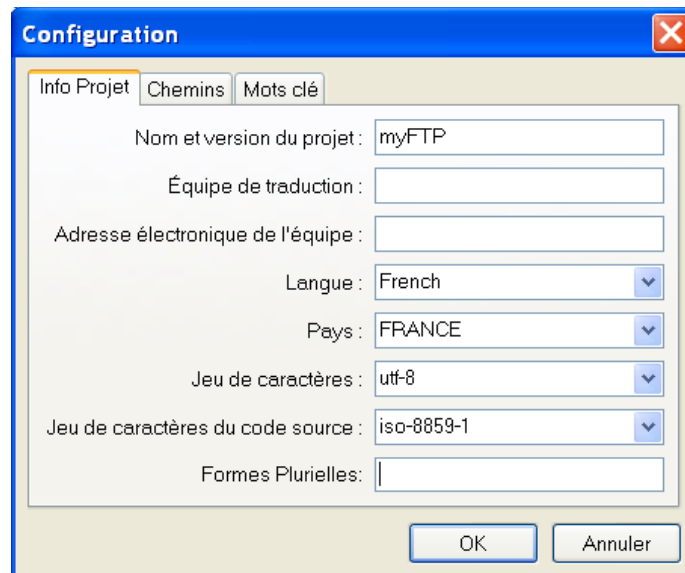 Configuration
Info Projet Chemins Mots clé
Nom et version du projet : myFTP
Équipe de traduction :
Adresse électronique de l'équipe :
Langue : French
Pays : FRANCE
Jeu de caractères : utf-8
Jeu de caractères du code source : iso-8859-1
Formes Plurielles:
OK Annuler